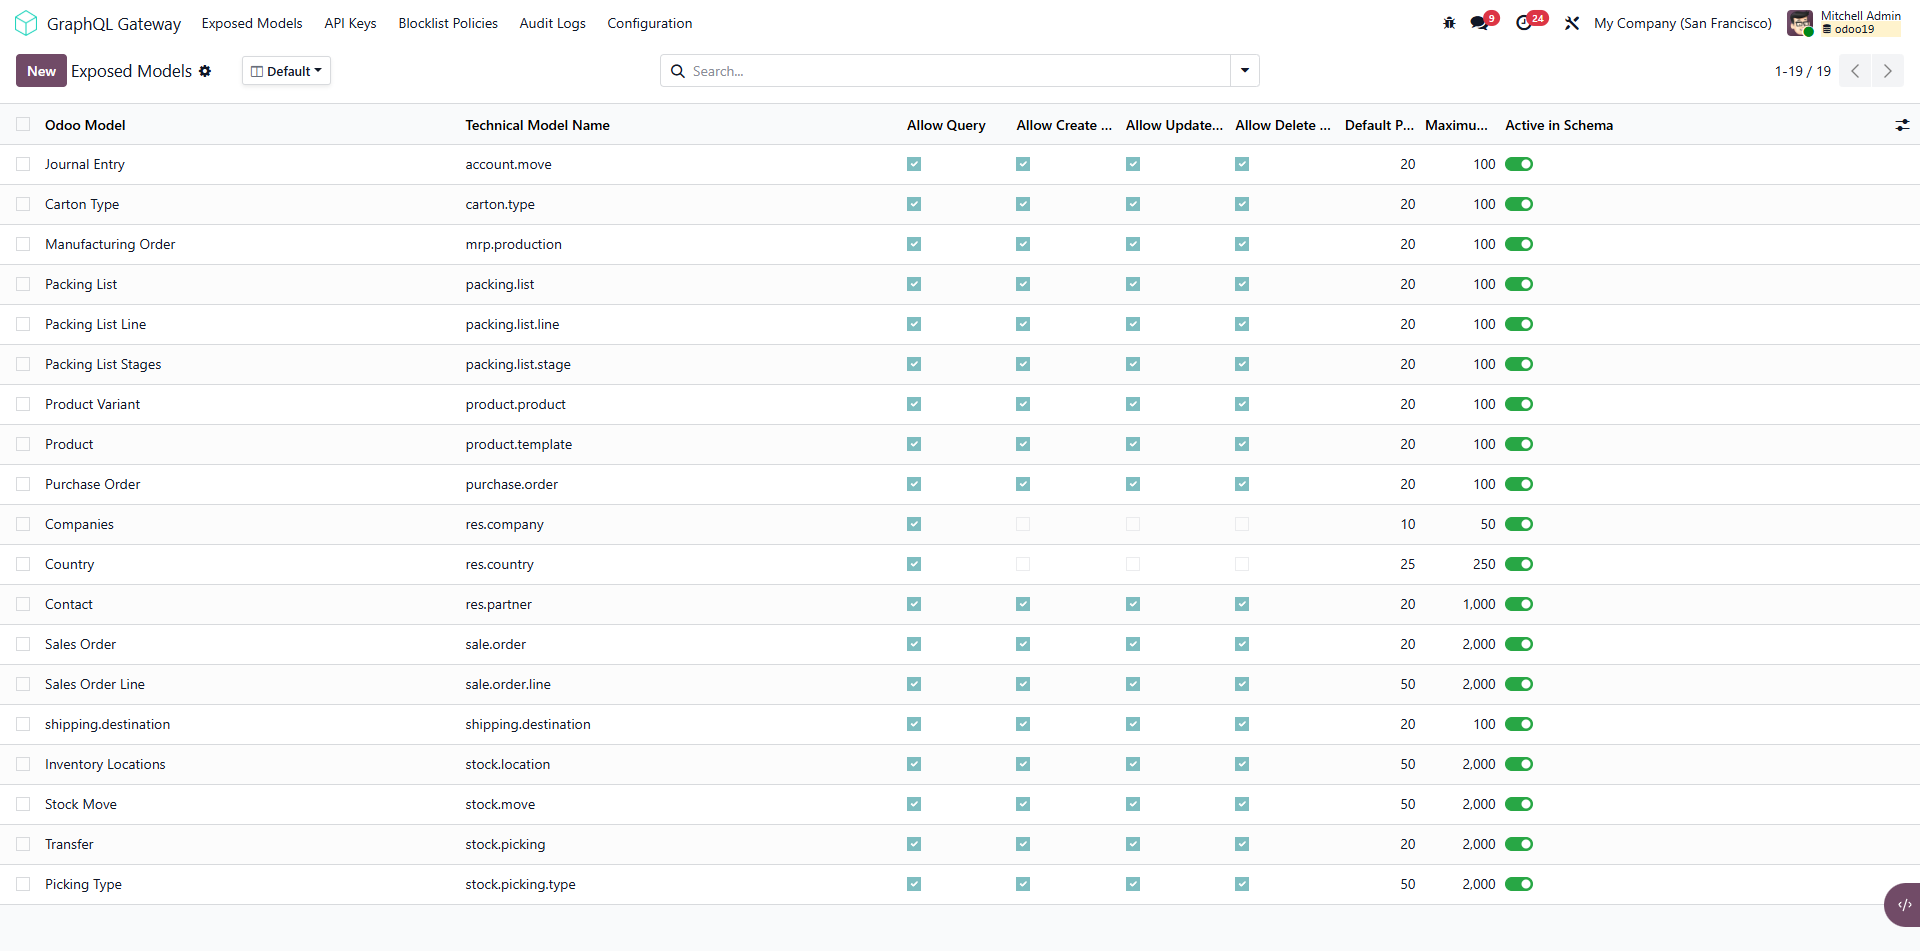 GraphQL Gateway Exposed Models API Keys Blocklist Policies Audit Logs Configuration 9 24 My Company (San Francisco) Mitchell Admin
odoo19
New Exposed Models Default Search... 1-19 / 19
Odoo Model Technical Model Name Allow Query Allow Create ... Allow Update... Allow Delete ... Default P... Maximu... Active in Schema
Journal Entry account.move 20 100
Carton Type carton.type 20 100
Manufacturing Order mrp.production 20 100
Packing List packing.list 20 100
Packing List Line packing.list.line 20 100
Packing List Stages packing.list.stage 20 100
Product Variant product.product 20 100
Product product.template 20 100
Purchase Order purchase.order 20 100
Companies res.company 10 50
Country res.country 25 250
Contact res.partner 20 1,000
Sales Order sale.order 20 2,000
Sales Order Line sale.order.line 50 2,000
shipping.destination shipping.destination 20 100
Inventory Locations stock.location 50 2,000
Stock Move stock.move 50 2,000
Transfer stock.picking 20 2,000
Picking Type stock.picking.type 50 2,000
</>